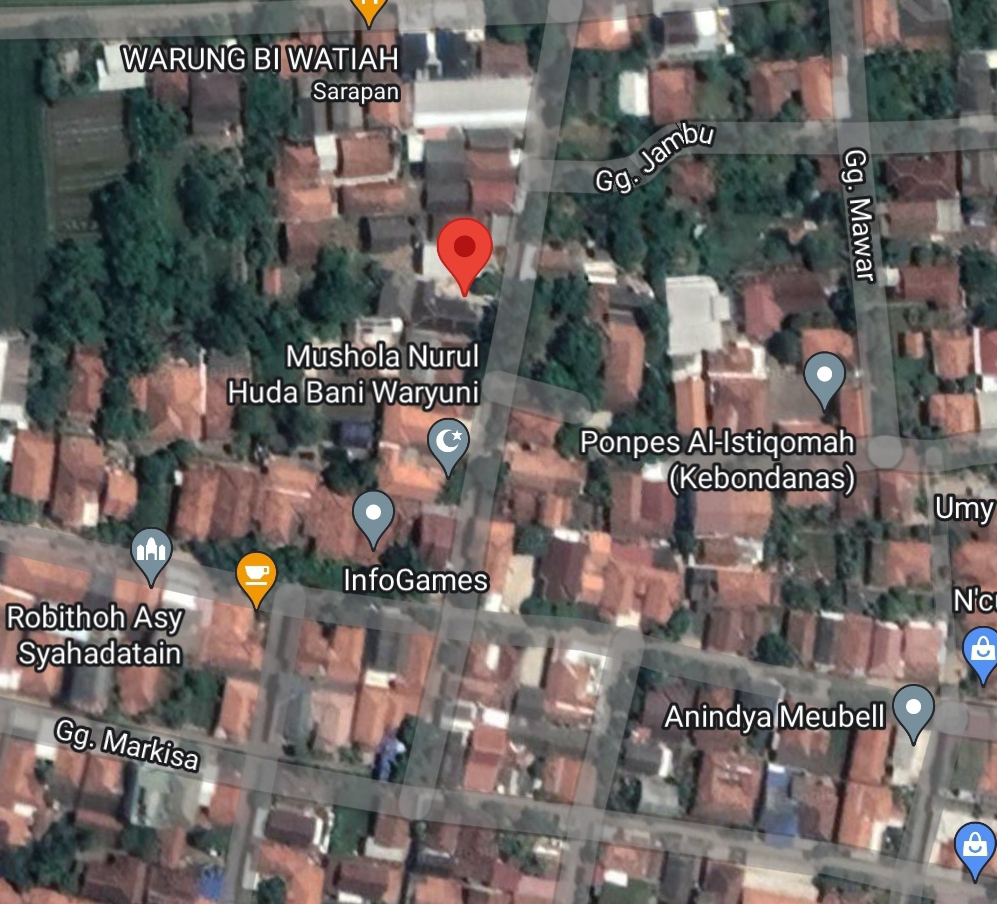 WARUNG BI WATIAH
Sarapan
Gg. Jambu
Gg. Mawar
Mushola Nurul
Huda Bani Waryuni
Ponpes Al-Istiqomah
(Kebondanas)
Umy
InfoGames
N'cu
Robithoh Asy
Syahadatain
Anindya Meubell
Gg. Markisa